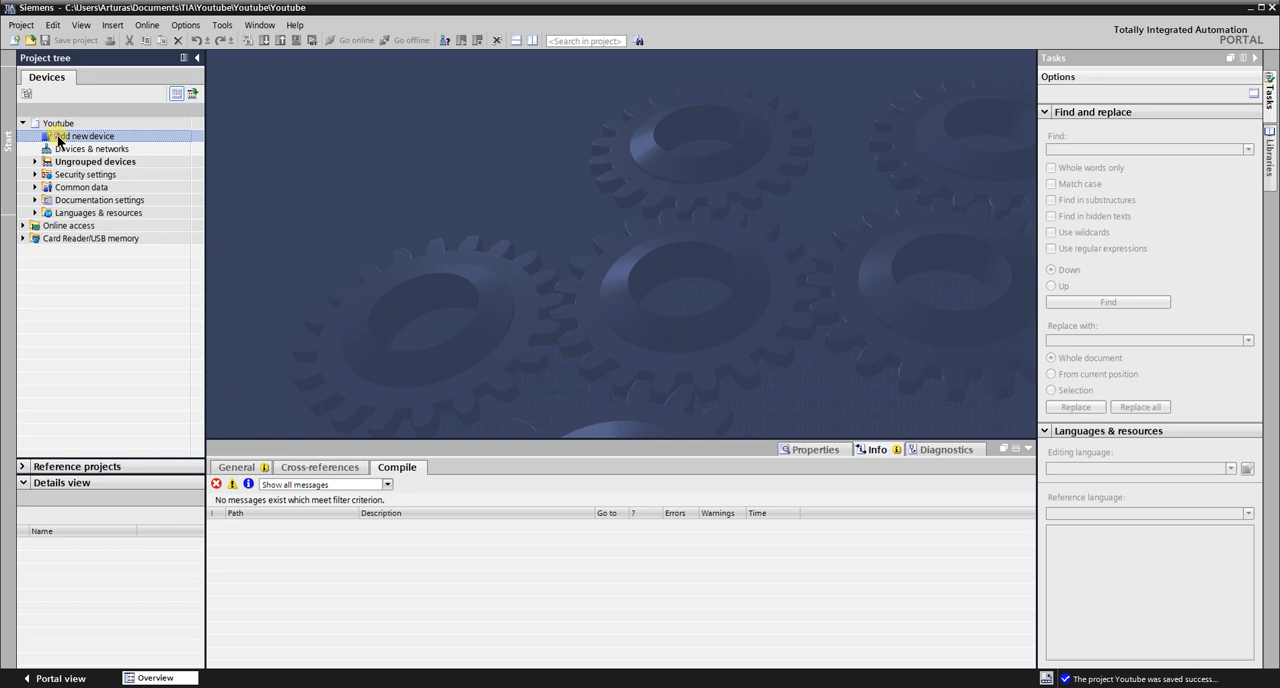 Siemens - C:\Users\Arturas\Documents\TIA\Youtube\Youtube\Youtube
Project Edit View Insert Online Options Tools Window Help
Totally Integrated Automation
PORTAL
Save project
Go online
Go offline
<Search in project>
Project tree
Devices
Youtube
new device
Devices & networks
Ungrouped devices
Security settings
Common data
Documentation settings
Languages & resources
Online access
Card Reader/USB memory
Reference projects
Details view
Name
Start
Properties
Info
Diagnostics
General
Cross-references
Compile
Show all messages
No messages exist which meet filter criterion.
! Path Description Go to ? Errors Warnings Time
Tasks
Options
Find and replace
Find:
Whole words only
Match case
Find in substructures
Find in hidden texts
Use wildcards
Use regular expressions
Down
Up
Find
Replace with:
Whole document
From current position
Selection
Replace
Replace all
Languages & resources
Editing language:
Reference language:
Tasks
Libraries
Portal view
Overview
The project Youtube was saved success...